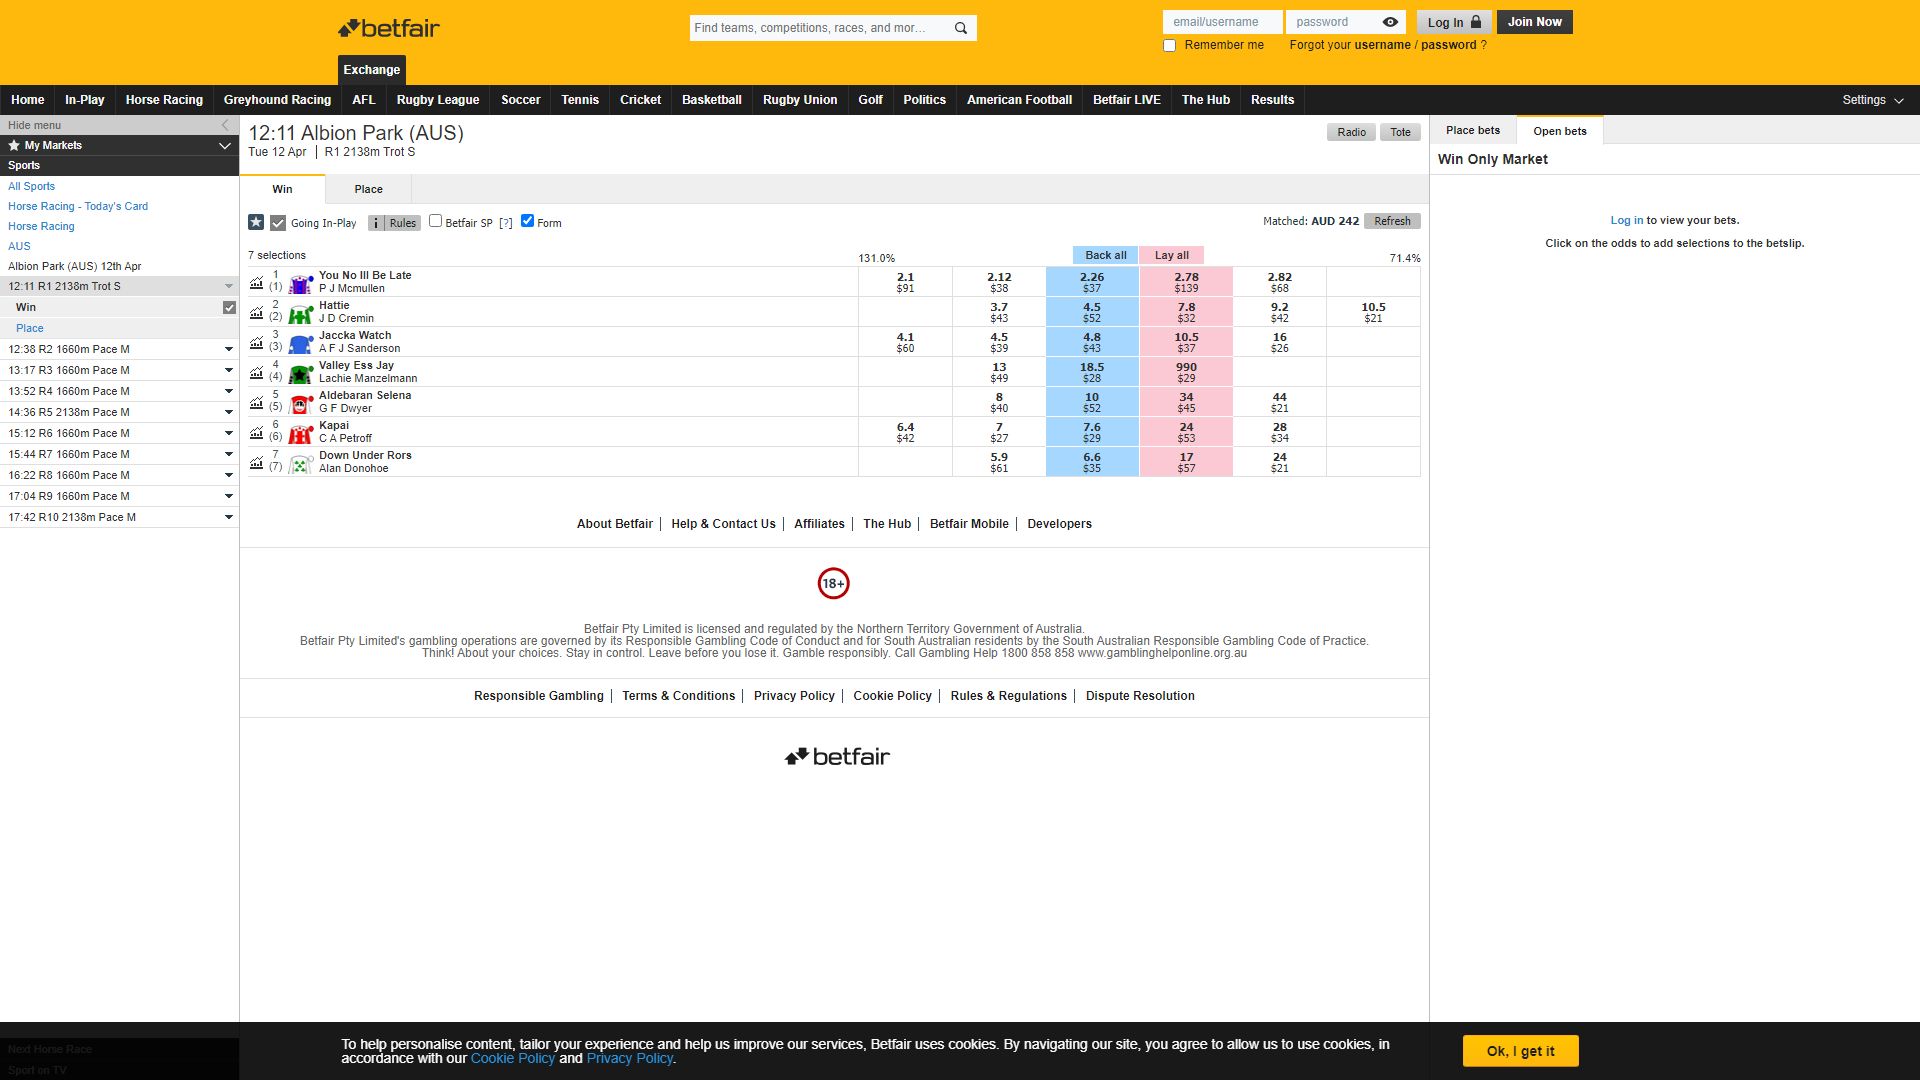 betfair
Find teams, competitions, races, and mor...
email/username
password
Log In
Join Now
Remember me
Forgot your username / password ?
Exchange
Home
In-Play
Horse Racing
Greyhound Racing
AFL
Rugby League
Soccer
Tennis
Cricket
Basketball
Rugby Union
Golf
Politics
American Football
Betfair LIVE
The Hub
Results
Settings
Hide menu
My Markets
Sports
All Sports
Horse Racing - Today's Card
Horse Racing
AUS
Albion Park (AUS) 12th Apr
12:11 R1 2138m Trot S
Win
Place
12:38 R2 1660m Pace M
13:17 R3 1660m Pace M
13:52 R4 1660m Pace M
14:36 R5 2138m Pace M
15:12 R6 1660m Pace M
15:44 R7 1660m Pace M
16:22 R8 1660m Pace M
17:04 R9 1660m Pace M
17:42 R10 2138m Pace M
Next Horse Race
Sport on TV
12:11 Albion Park (AUS)
Tue 12 Apr | R1 2138m Trot S
Radio
Tote
Win
Place
Going In-Play
i Rules
Betfair SP [?]
Form
Matched: AUD 242
Refresh
7 selections
131.0%
Back all
Lay all
71.4%
1 You No Ill Be Late 2.1 2.12 2.26 2.78 2.82
(1) P J Mcmullen $91 $38 $37 $139 $68
2 Hattie 3.7 4.5 7.8 9.2 10.5
(2) J D Cremin $43 $52 $32 $42 $21
3 Jaccka Watch 4.1 4.5 4.8 10.5 16
(3) A F J Sanderson $60 $39 $43 $37 $26
4 Valley Ess Jay 13 18.5 990
(4) Lachie Manzelmann $49 $28 $29
5 Aldebaran Selena 8 10 34 44
(5) G F Dwyer $40 $52 $45 $21
6 Kapai 6.4 7 7.6 24 28
(6) C A Petroff $42 $27 $29 $53 $34
7 Down Under Rors 5.9 6.6 17 24
(7) Alan Donohoe $61 $35 $57 $21
About Betfair | Help & Contact Us | Affiliates | The Hub | Betfair Mobile | Developers
18+
Betfair Pty Limited is licensed and regulated by the Northern Territory Government of Australia.
Betfair Pty Limited's gambling operations are governed by its Responsible Gambling Code of Conduct and for South Australian residents by the South Australian Responsible Gambling Code of Practice.
Think! About your choices. Stay in control. Leave before you lose it. Gamble responsibly. Call Gambling Help 1800 858 858 www.gamblinghelponline.org.au
Responsible Gambling | Terms & Conditions | Privacy Policy | Cookie Policy | Rules & Regulations | Dispute Resolution
betfair
Place bets
Open bets
Win Only Market
Log in to view your bets.
Click on the odds to add selections to the betslip.
To help personalise content, tailor your experience and help us improve our services, Betfair uses cookies. By navigating our site, you agree to allow us to use cookies, in
accordance with our Cookie Policy and Privacy Policy.
Ok, I get it